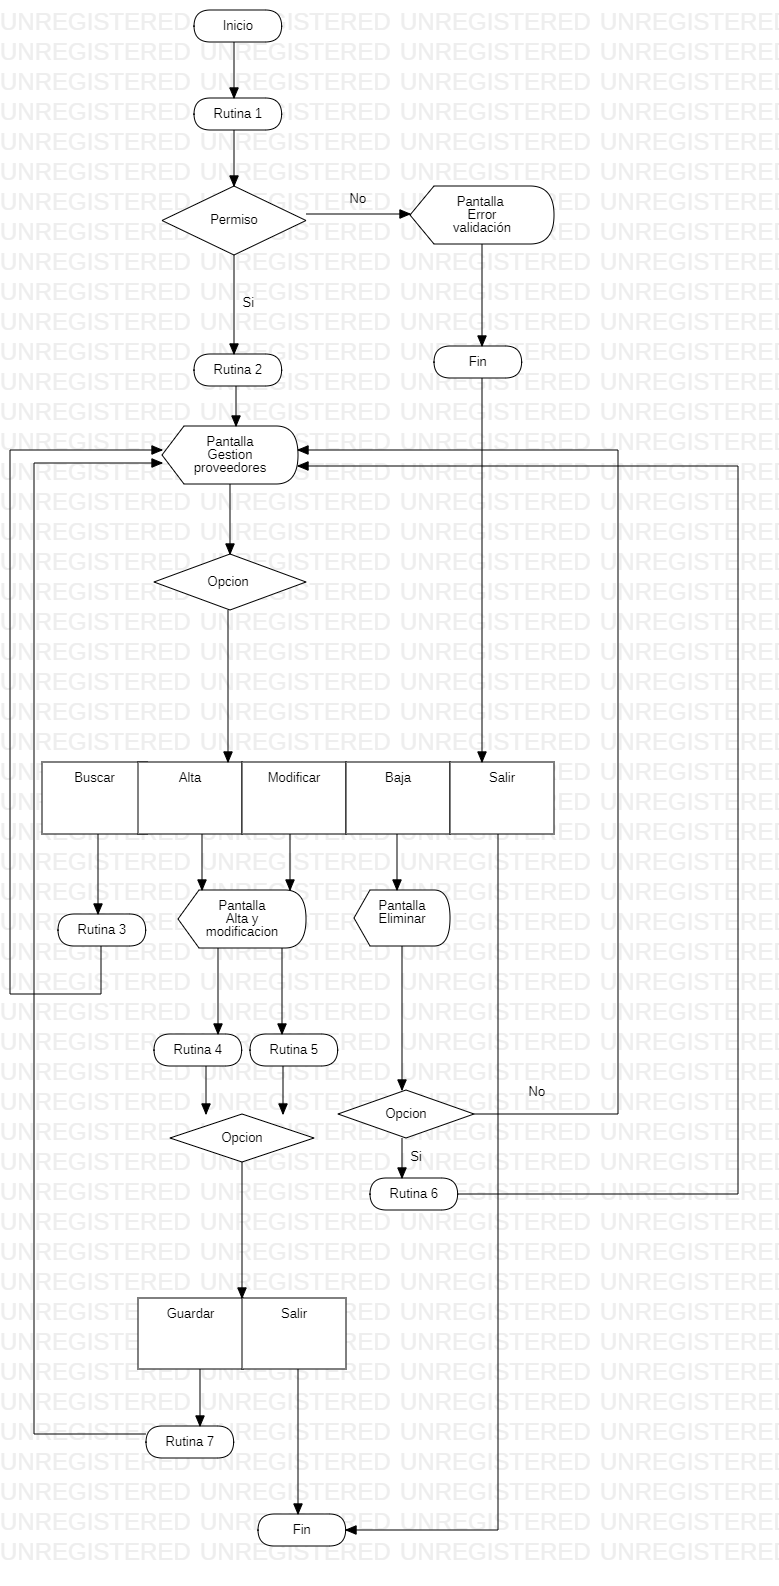 Inicio
Rutina 1
Permiso
No
Pantalla
Error
validación
Si
Rutina 2
Fin
Pantalla
Gestion
proveedores
Opcion
Buscar
Alta
Modificar
Baja
Salir
Pantalla
Alta y
modificacion
Pantalla
Eliminar
Rutina 3
Rutina 4
Rutina 5
No
Opcion
Opcion
Si
Rutina 6
Guardar
Salir
Rutina 7
Fin
UNREGISTERED